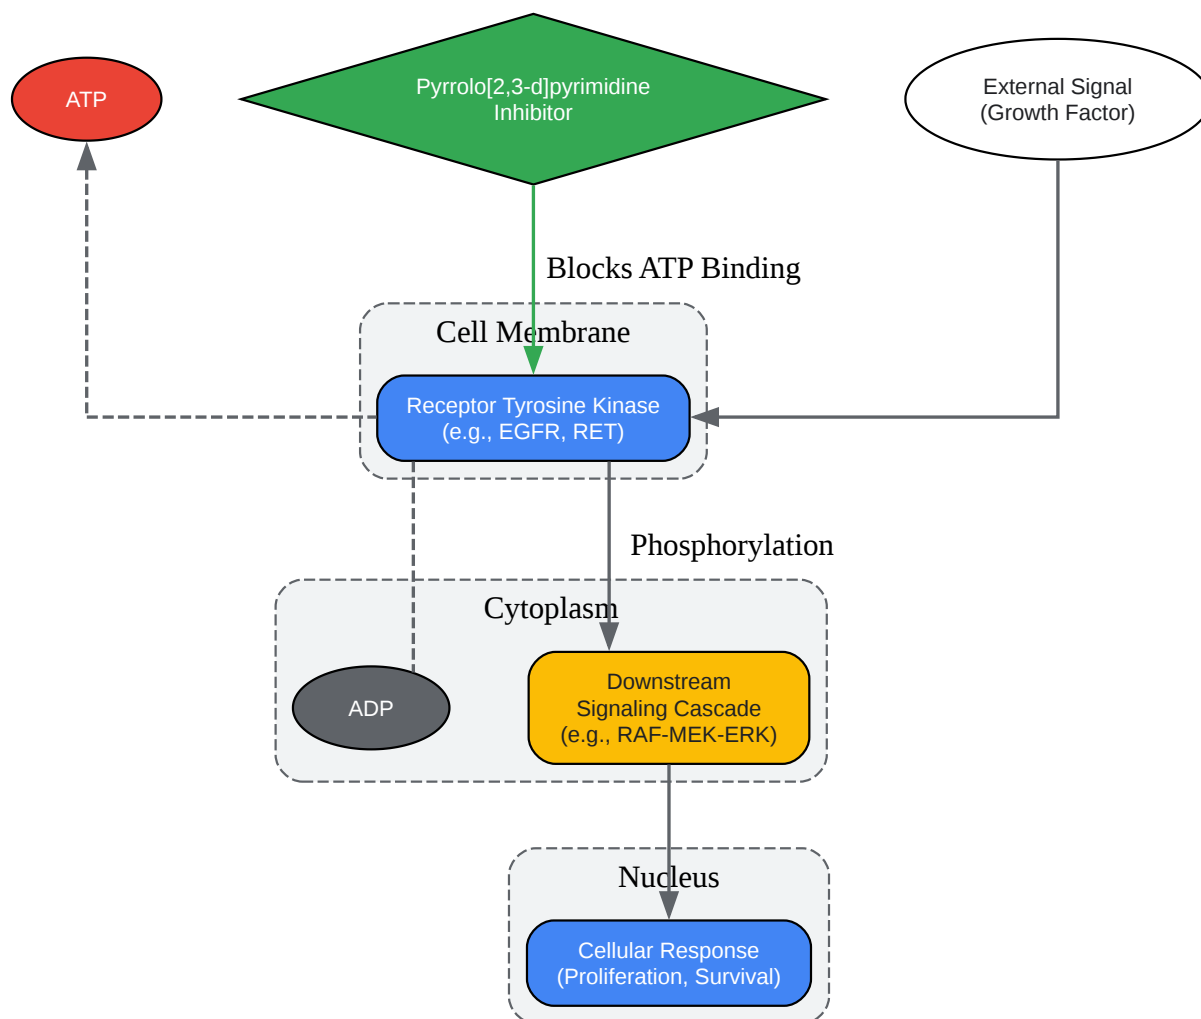 ATP
Pyrrolo[2,3-d]pyrimidine
Inhibitor
External Signal
(Growth Factor)
Blocks ATP Binding
Cell Membrane
Receptor Tyrosine Kinase
(e.g., EGFR, RET)
Phosphorylation
Cytoplasm
ADP
Downstream
Signaling Cascade
(e.g., RAF-MEK-ERK)
Nucleus
Cellular Response
(Proliferation, Survival)